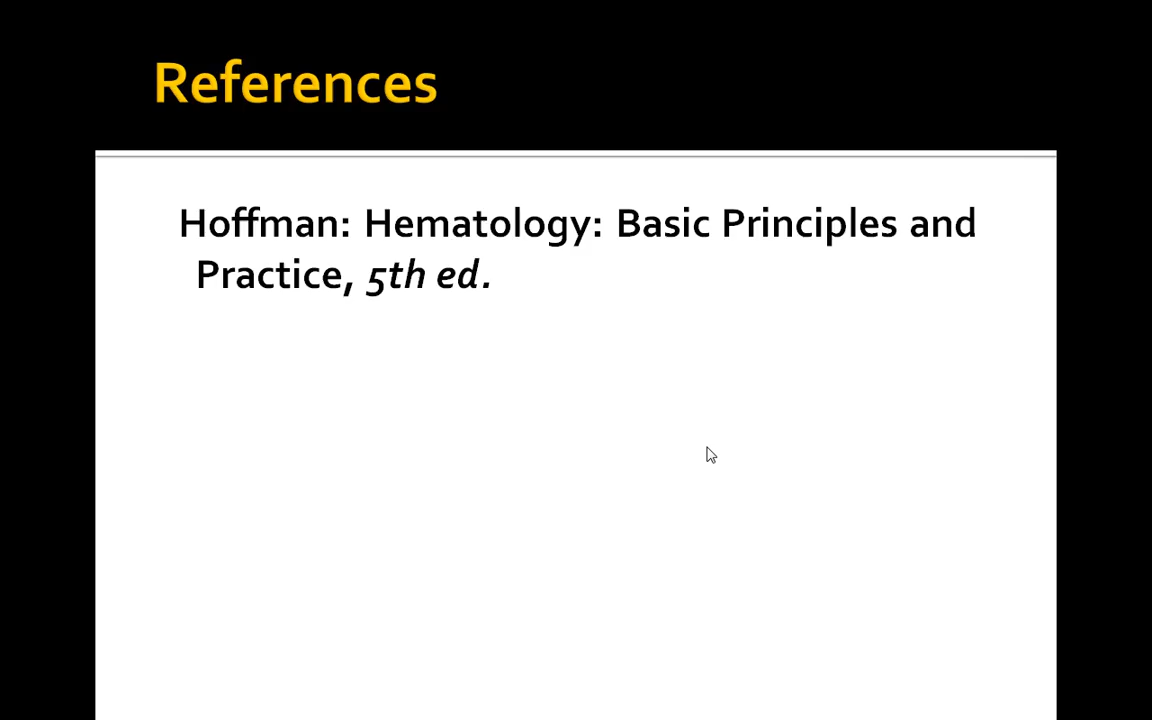 References
Hoffman: Hematology: Basic Principles and
Practice, 5th ed.